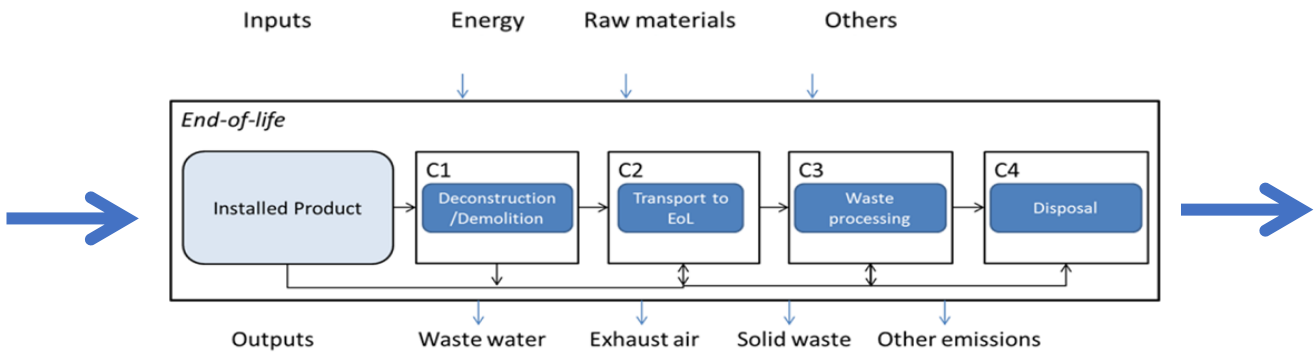 Inputs Energy Raw materials Others
End-of-life
C1 C2 C3 C4
Installed Product
Deconstruction
/Demolition
Transport to
EoL
Waste
processing
Disposal
Outputs Waste water Exhaust air Solid waste Other emissions